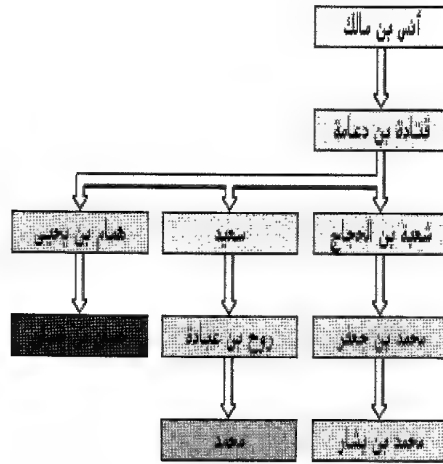 أنس بن مالك
قتادة بن دعامة
شعبة بن الحجاج
سعيد
همام بن يحيى
محمد بن جعفر
روح بن عبادة
محمد بن بشار
محمد